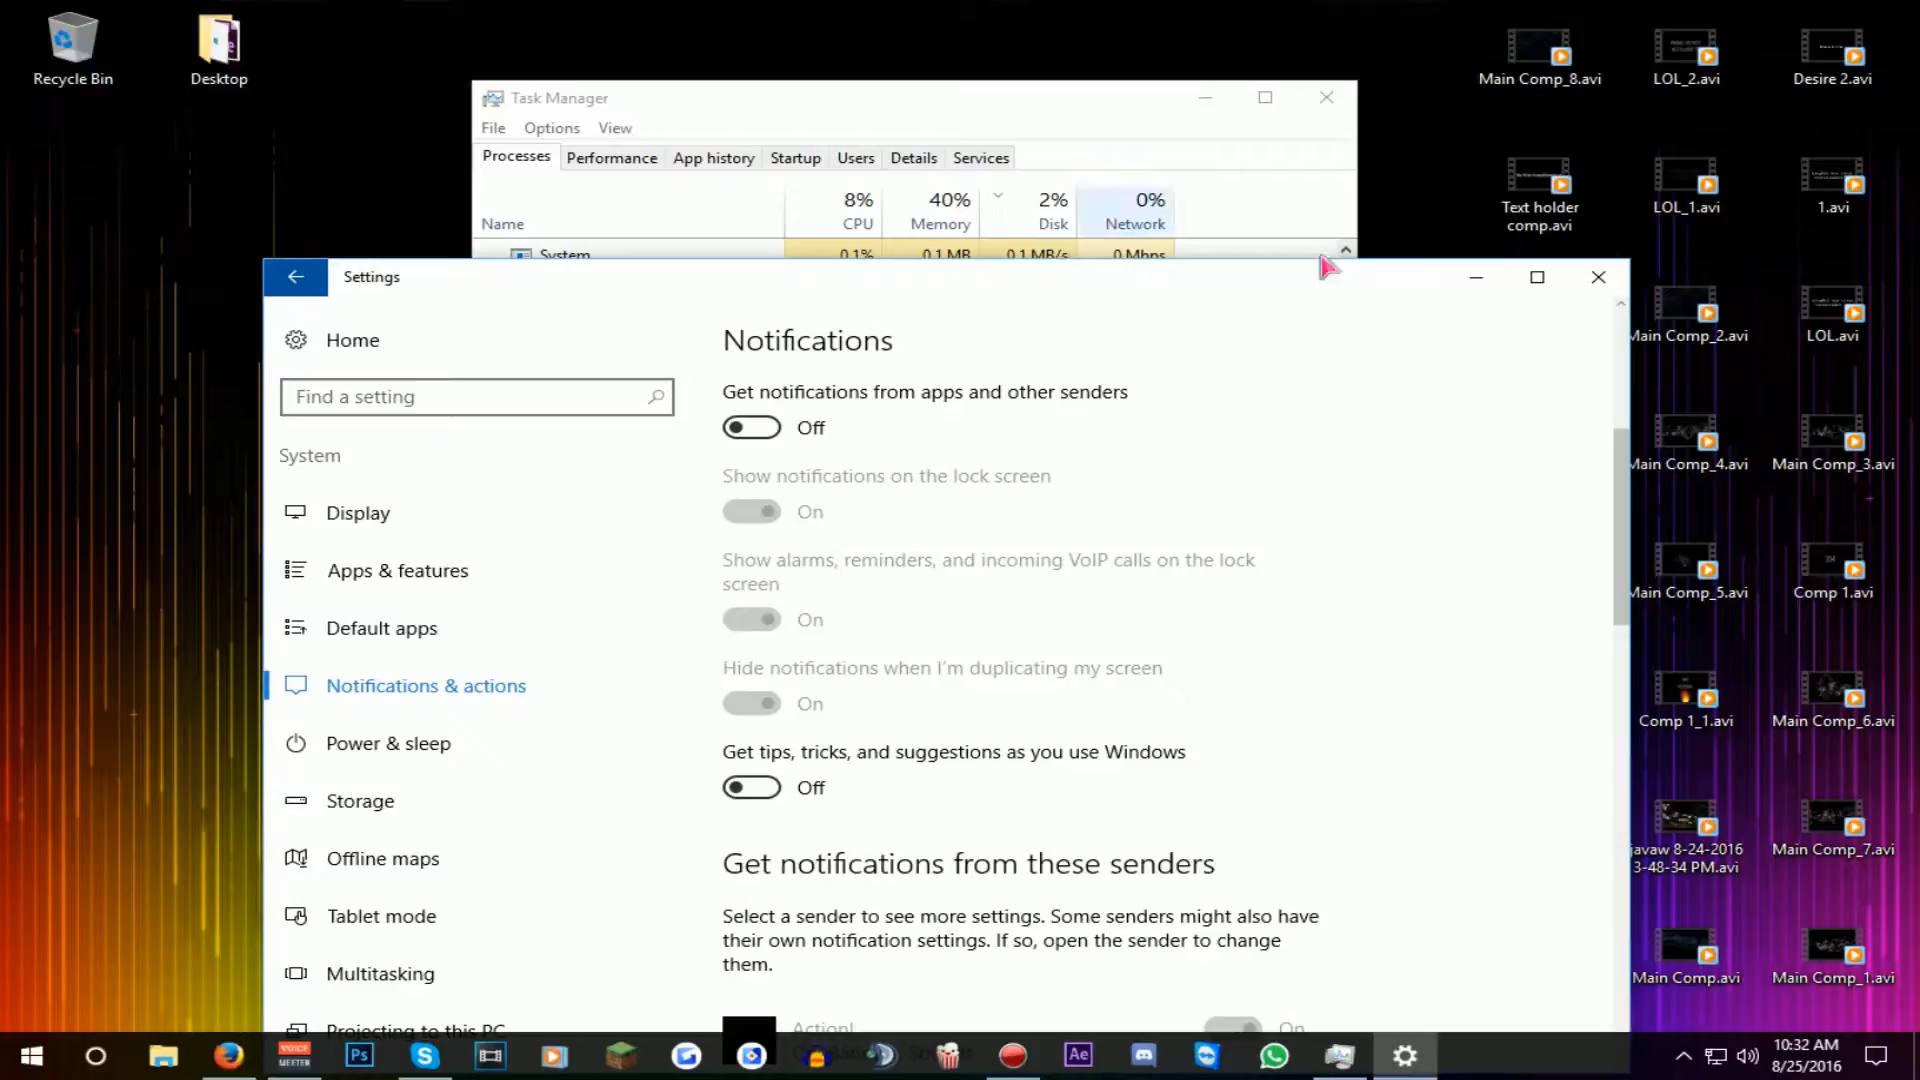 Recycle Bin
Desktop
Task Manager
File Options View
Processes Performance App history Startup Users Details Services
8% 40% 2% 0%
Name CPU Memory Disk Network
System 0.1% 0.1 MB 0.1 MB/s 0 Mbps
Settings
Home
Find a setting
System
Display
Apps & features
Default apps
Notifications & actions
Power & sleep
Storage
Offline maps
Tablet mode
Multitasking
Projecting to this PC
Notifications
Get notifications from apps and other senders
Off
Show notifications on the lock screen
On
Show alarms, reminders, and incoming VoIP calls on the lock
screen
On
Hide notifications when I'm duplicating my screen
On
Get tips, tricks, and suggestions as you use Windows
Off
Get notifications from these senders
Select a sender to see more settings. Some senders might also have
their own notification settings. If so, open the sender to change
them.
Action! On
Main Comp_8.avi
LOL_2.avi
Desire 2.avi
Text holder
comp.avi
LOL_1.avi
1.avi
Main Comp_2.avi
LOL.avi
Main Comp_4.avi
Main Comp_3.avi
Main Comp_5.avi
Comp 1.avi
Comp 1_1.avi
Main Comp_6.avi
javaw 8-24-2016
3-48-34 PM.avi
Main Comp_7.avi
Main Comp.avi
Main Comp_1.avi
VOICE
MEETER
Ps
Ae
10:32 AM
8/25/2016